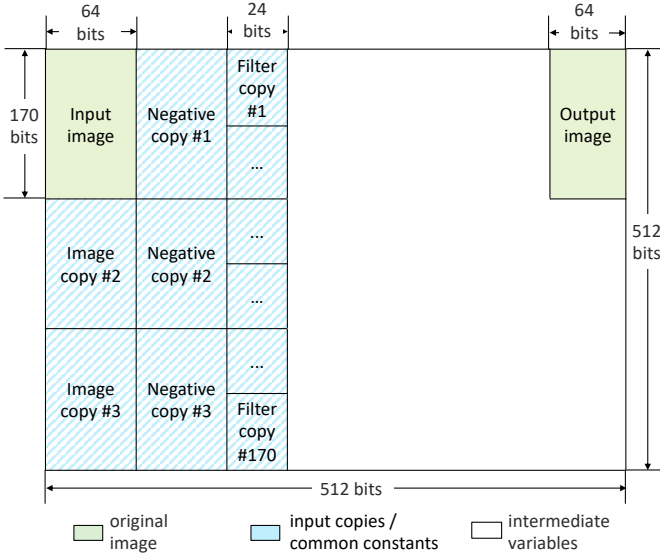 64
bits
24
bits
64
bits
170
bits
Input
image
Negative
copy #1
Filter
copy
#1
...
Output
image
Image
copy #2
Negative
copy #2
...
...
512
bits
Image
copy #3
Negative
copy #3
...
Filter
copy
#170
512 bits
original
image
input copies /
common constants
intermediate
variables